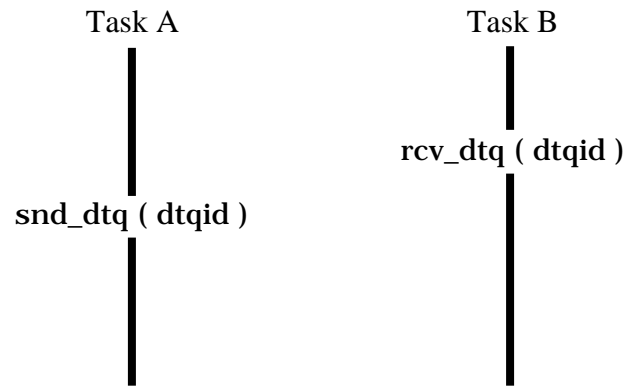 Task A
Task B
rcv_dtq ( dtqid )
snd_dtq ( dtqid )